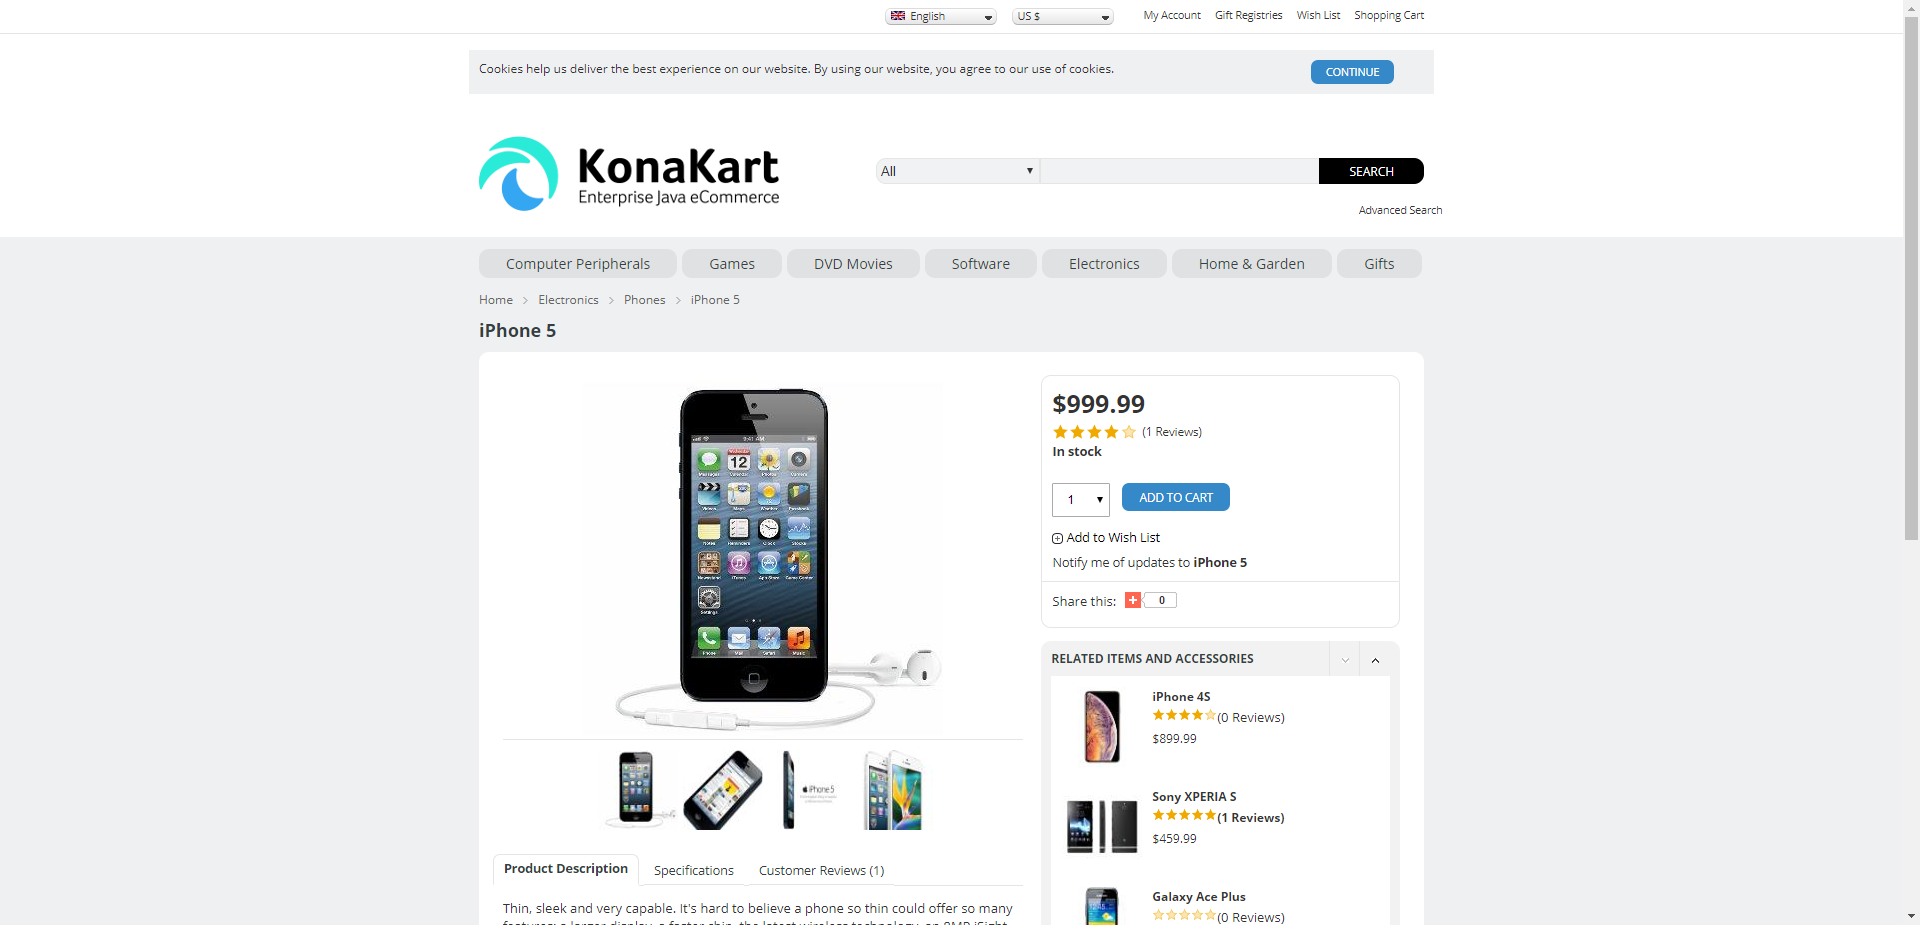 English
US $
My Account
Gift Registries
Wish List
Shopping Cart
Cookies help us deliver the best experience on our website. By using our website, you agree to our use of cookies.
CONTINUE
KonaKart
Enterprise Java eCommerce
All
SEARCH
Advanced Search
Computer Peripherals
Games
DVD Movies
Software
Electronics
Home & Garden
Gifts
Home
Electronics
Phones
iPhone 5
iPhone 5
$999.99
(1 Reviews)
In stock
1
ADD TO CART
Add to Wish List
Notify me of updates to iPhone 5
Share this:
0
9:41 AM
12
RELATED ITEMS AND ACCESSORIES
iPhone 4S
(0 Reviews)
$899.99
Sony XPERIA S
(1 Reviews)
$459.99
Galaxy Ace Plus
(0 Reviews)
iPhone 5
Product Description
Specifications
Customer Reviews (1)
Thin, sleek and very capable. It's hard to believe a phone so thin could offer so many